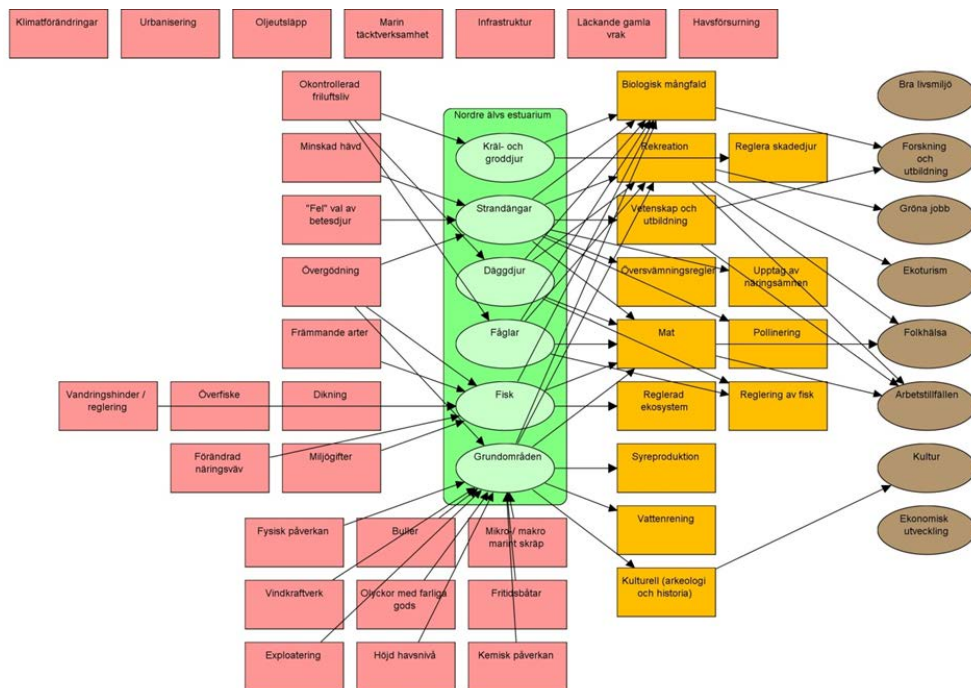 Klimatförändringar
Urbanisering
Oljeutsläpp
Marin
täcktverksamhet
Infrastruktur
Läckande gamla
vrak
Havsförsurning
Okontrollerad
friluftsliv
Biologisk mångfald
Bra livsmiljö
Nordre älvs estuarium
Minskad hävd
Kräl- och
groddjur
Rekreation
Reglera skadedjur
Forskning
och
utbildning
"Fel" val av
betesdjur
Strandängar
Vetenskap och
utbildning
Gröna jobb
Övergödning
Däggdjur
Översvämningsregler
Upptag av
näringsämnen
Ekoturism
Främmande arter
Fåglar
Mat
Pollinering
Folkhälsa
Vandringshinder /
reglering
Överfiske
Dikning
Fisk
Reglerad
ekosystem
Reglering av fisk
Arbetstillfällen
Förändrad
näringsväv
Miljögifter
Grundområden
Syreproduktion
Kultur
Fysisk påverkan
Buller
Mikro-/ makro
marint skräp
Vattenrening
Ekonomisk
utveckling
Vindkraftverk
Olyckor med farliga
gods
Fritidsbåtar
Kulturell (arkeologi
och historia)
Exploatering
Höjd havsnivå
Kemisk påverkan